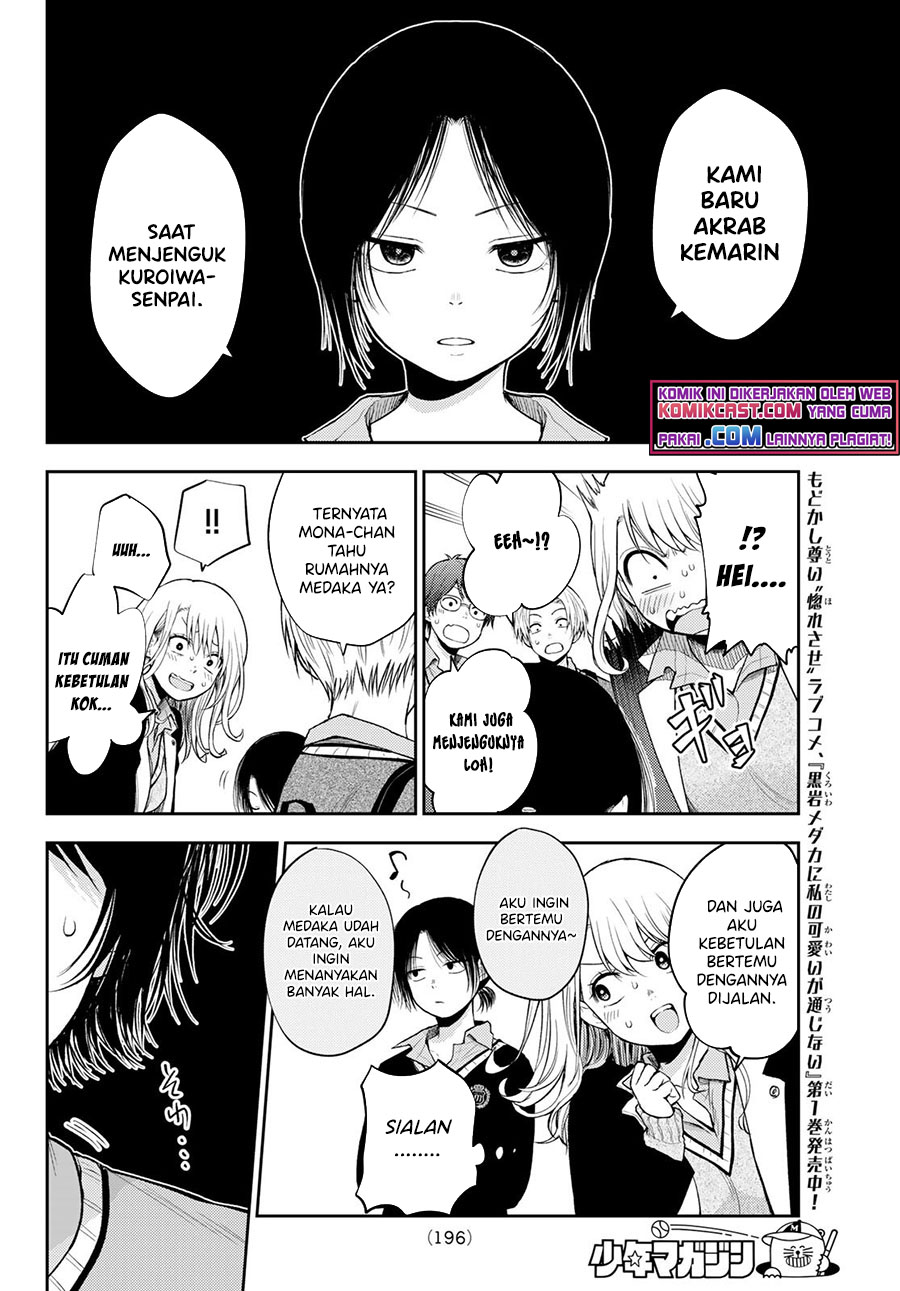 KAMI
BARU
AKRAB
KEMARIN
SAAT
MENJENGUK
KUROIWA-
SENPAI.
KOMIK INI DIKERJAKAN OLEH WEB
KOMIKCAST.COM YANG CUMA
PAKAI .COM LAINNYA PLAGIAT!
!?
HEI....
EEH~!?
KAMI JUGA
MENJENGUKNYA
LOH!
ギョ
TERNYATA
MONA-CHAN
TAHU
RUMAHNYA
MEDAKA YA?
!!
UUH...
ITU CUMAN
KEBETULAN
KOK...
DAN JUGA
AKU
KEBETULAN
BERTEMU
DENGANNYA
DIJALAN.
AKU INGIN
BERTEMU
DENGANNYA~
KALAU
MEDAKA UDAH
DATANG, AKU
INGIN
MENANYAKAN
BANYAK HAL.
♪
SIALAN
........
そわ...
もどかし尊い〝惚れさせ〟ラブコメ、『黒岩メダカに私の可愛いが通じない』第1巻発売中!
(196)
少年マガジン
M